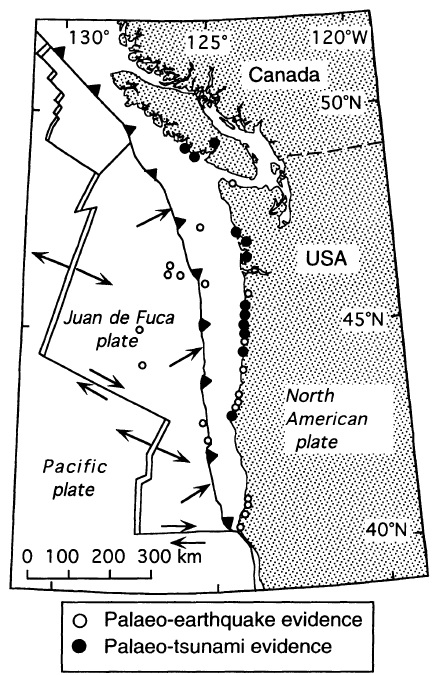 130°
125°
120°W
Canada
50°N
USA
Juan de Fuca
plate
45°N
North
American
plate
Pacific
plate
40°N
0 100 200 300 km
Palaeo-earthquake evidence
Palaeo-tsunami evidence